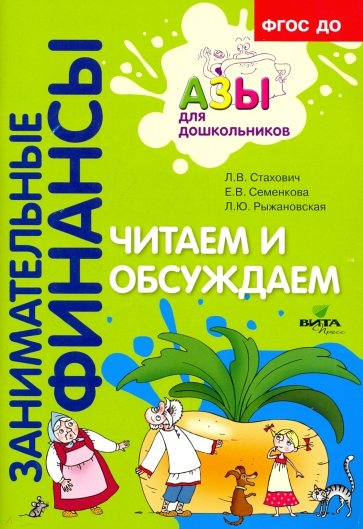 ФГОС ДО
АЗЫ
для
дошкольников
ЗАНИМАТЕЛЬНЫЕ
ФИНАНСЫ
Л.В. Стахович
Е.В. Семенкова
Л.Ю. Рыжановская
ЧИТАЕМ И
ОБСУЖДАЕМ
ВИТА
Пресс